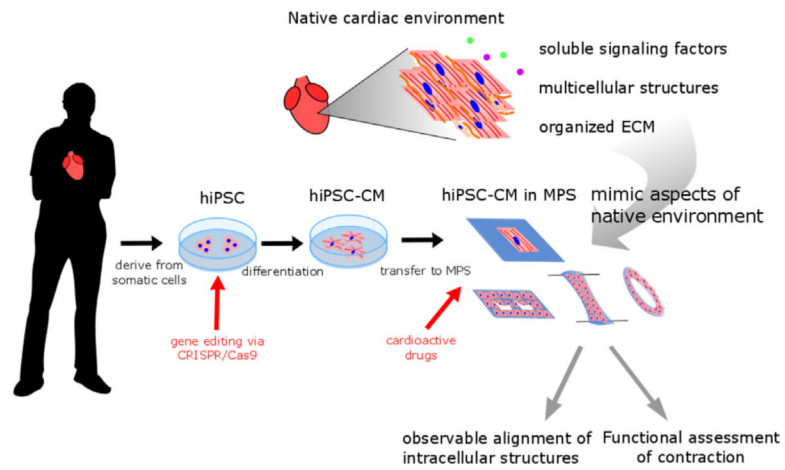 Native cardiac environment
soluble signaling factors
multicellular structures
organized ECM
mimic aspects of
native environment
hiPSC
hiPSC-CM
hiPSC-CM in MPS
derive from
somatic cells
differentiation
transfer to MPS
gene editing via
CRISPR/Cas9
cardioactive
drugs
observable alignment of
intracellular structures
Functional assessment
of contraction